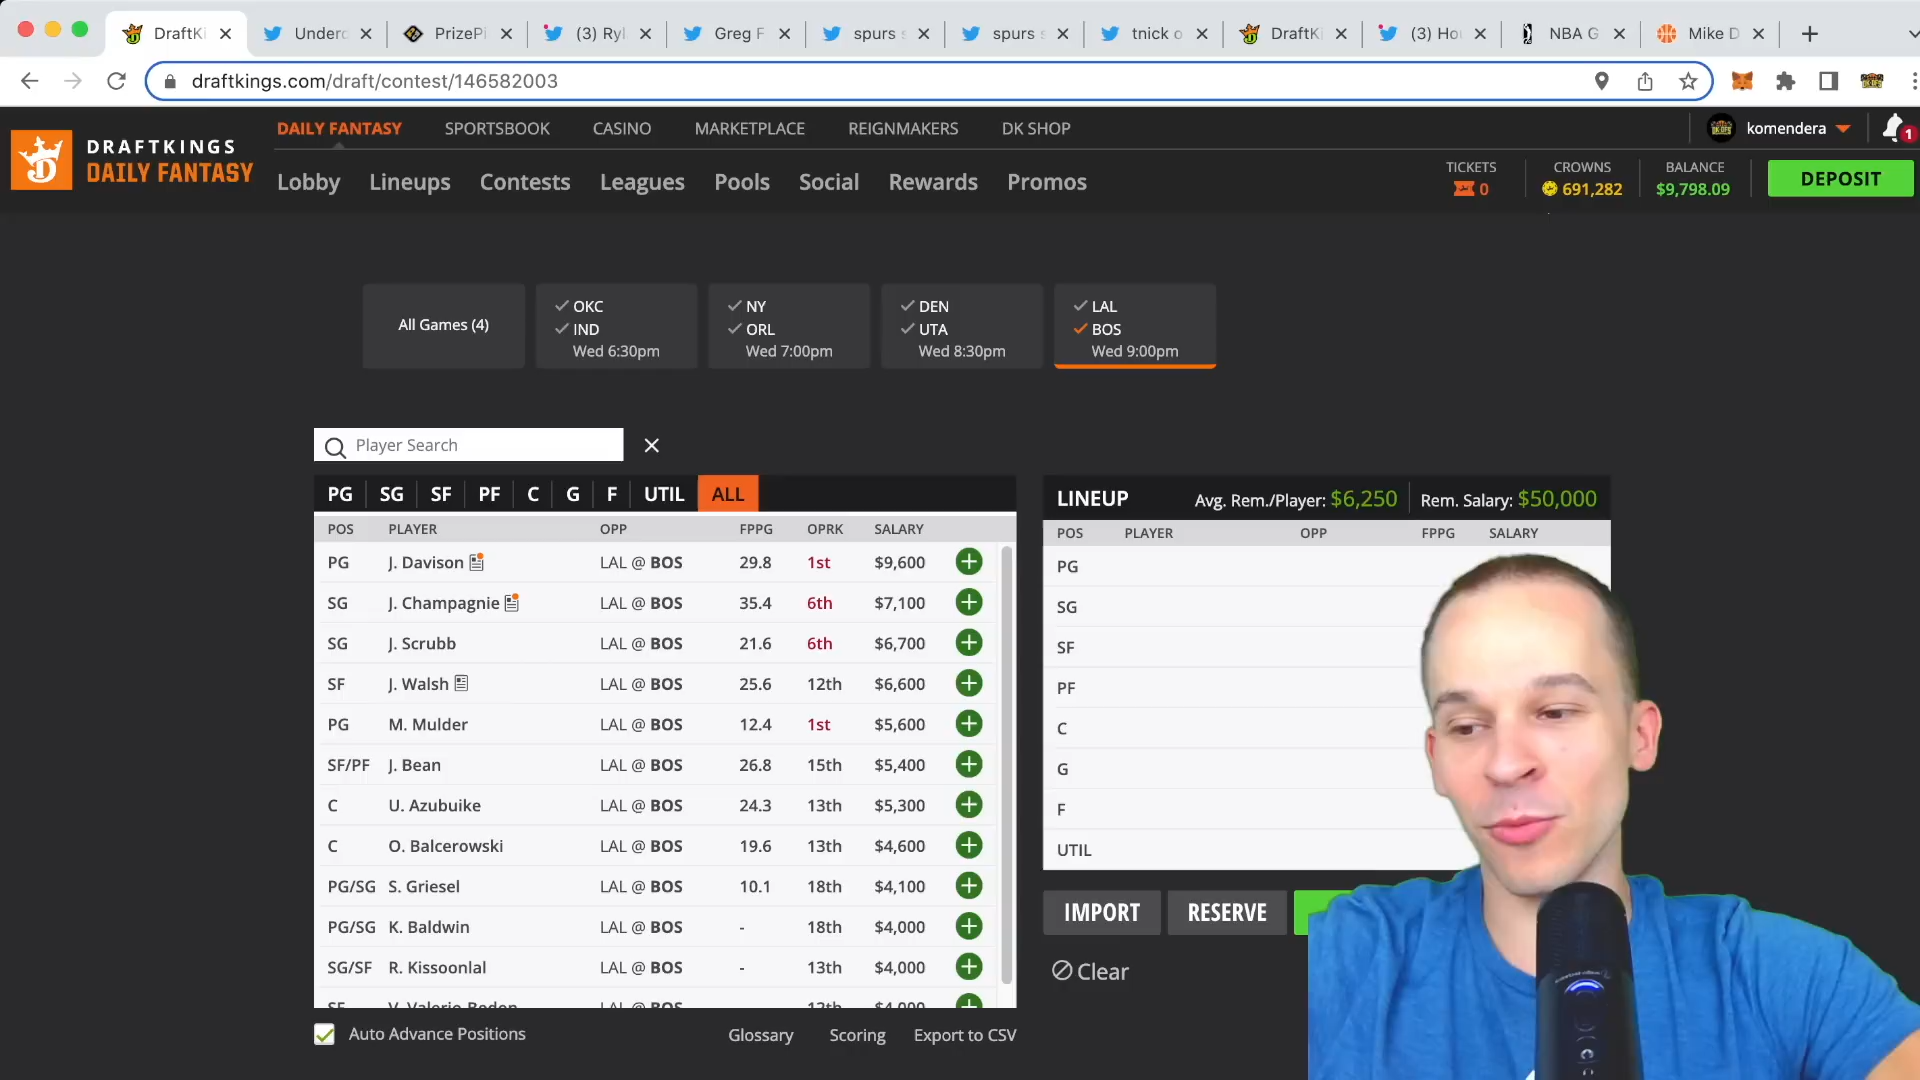 DraftKi
Underd
PrizePi
(3) Ryl
Greg F
spurs
spurs
tnick o
DraftKi
(3) Ho
NBA G
Mike D
draftkings.com/draft/contest/146582003
DRAFTKINGS
DAILY FANTASY
DAILY FANTASY SPORTSBOOK CASINO MARKETPLACE REIGNMAKERS DK SHOP
komendera
1
Lobby Lineups Contests Leagues Pools Social Rewards Promos
TICKETS
0
CROWNS
691,282
BALANCE
$9,798.09
DEPOSIT
All Games (4)
OKC
IND
Wed 6:30pm
NY
ORL
Wed 7:00pm
DEN
UTA
Wed 8:30pm
LAL
BOS
Wed 9:00pm
Player Search
PG SG SF PF C G F UTIL ALL
POS PLAYER OPP FPPG OPRK SALARY
PG J. Davison LAL @ BOS 29.8 1st $9,600
SG J. Champagnie LAL @ BOS 35.4 6th $7,100
SG J. Scrubb LAL @ BOS 21.6 6th $6,700
SF J. Walsh LAL @ BOS 25.6 12th $6,600
PG M. Mulder LAL @ BOS 12.4 1st $5,600
SF/PF J. Bean LAL @ BOS 26.8 15th $5,400
C U. Azubuike LAL @ BOS 24.3 13th $5,300
C O. Balcerowski LAL @ BOS 19.6 13th $4,600
PG/SG S. Griesel LAL @ BOS 10.1 18th $4,100
PG/SG K. Baldwin LAL @ BOS - 18th $4,000
SG/SF R. Kissoonlal LAL @ BOS - 13th $4,000
LINEUP Avg. Rem./Player: $6,250 Rem. Salary: $50,000
POS PLAYER OPP FPPG SALARY
PG
SG
SF
PF
C
G
F
UTIL
IMPORT RESERVE
Clear
Auto Advance Positions
Glossary Scoring Export to CSV